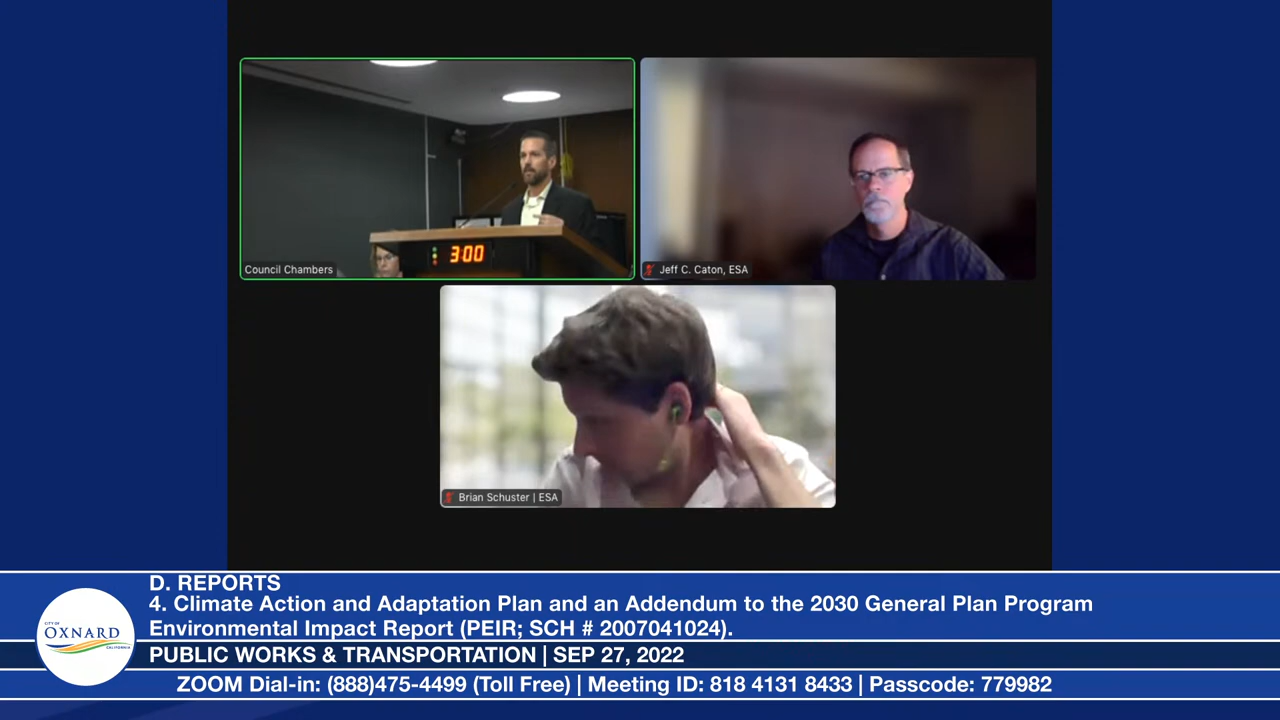 3:00
Council Chambers
Jeff C. Caton, ESA
Brian Schuster | ESA
D. REPORTS
4. Climate Action and Adaptation Plan and an Addendum to the 2030 General Plan Program
Environmental Impact Report (PEIR; SCH # 2007041024).
CITY OF
OXNARD
CALIFORNIA
PUBLIC WORKS & TRANSPORTATION | SEP 27, 2022
ZOOM Dial-in: (888)475-4499 (Toll Free) | Meeting ID: 818 4131 8433 | Passcode: 779982